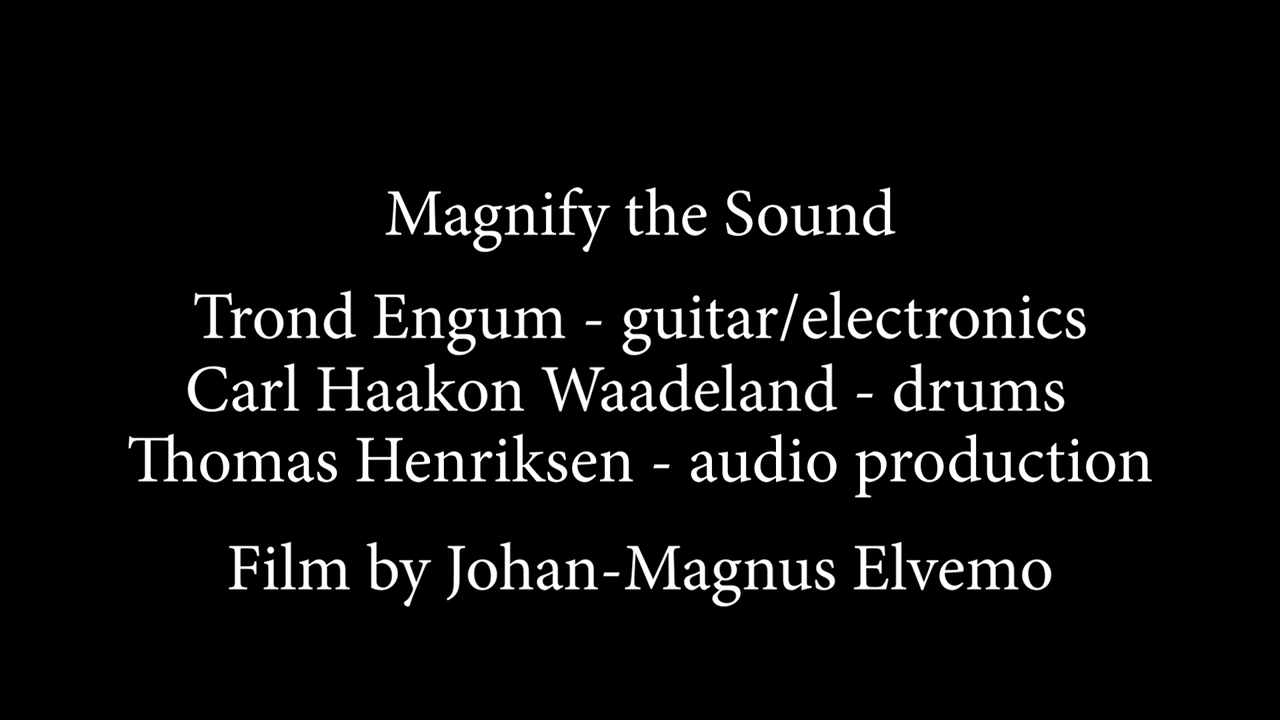 Magnify the Sound
Trond Engum - guitar/electronics
Carl Haakon Waadeland - drums
Thomas Henriksen - audio production
Film by Johan-Magnus Elvemo